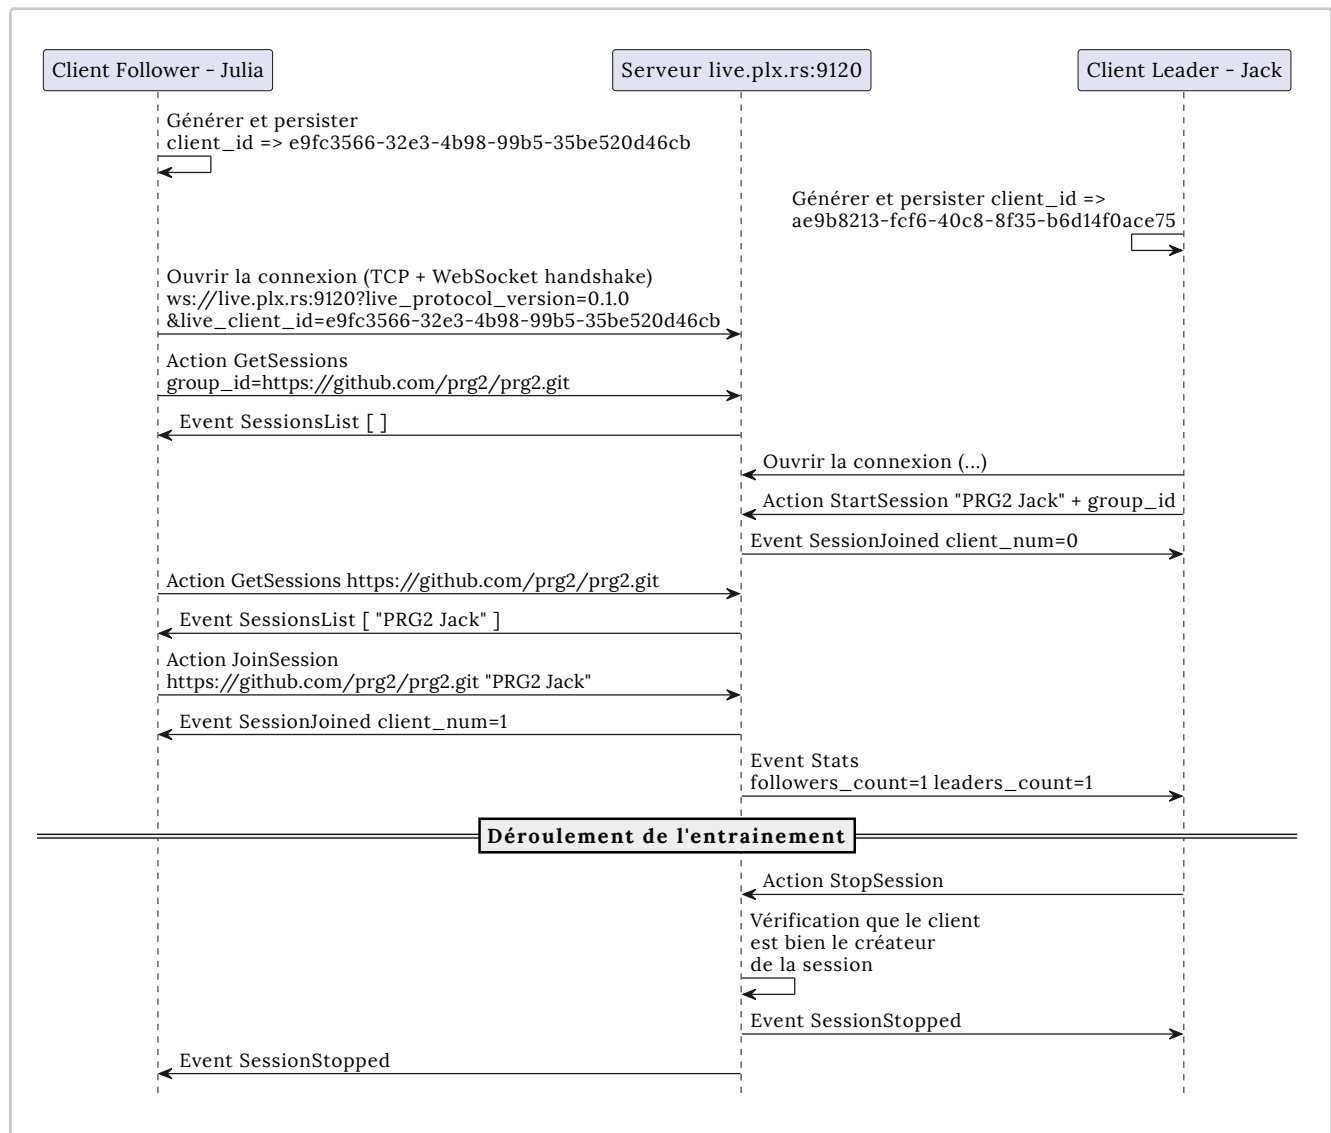 Client Follower - Julia
Serveur live.plx.rs:9120
Client Leader - Jack
Générer et persister
client_id => e9fc3566-32e3-4b98-99b5-35be520d46cb
Générer et persister client_id =>
ae9b8213-fcf6-40c8-8f35-b6d14f0ace75
Ouvrir la connexion (TCP + WebSocket handshake)
ws://live.plx.rs:9120?live_protocol_version=0.1.0
&live_client_id=e9fc3566-32e3-4b98-99b5-35be520d46cb
Action GetSessions
group_id=https://github.com/prg2/prg2.git
Event SessionsList [ ]
Ouvrir la connexion (...)
Action StartSession "PRG2 Jack" + group_id
Event SessionJoined client_num=0
Action GetSessions https://github.com/prg2/prg2.git
Event SessionsList [ "PRG2 Jack" ]
Action JoinSession
https://github.com/prg2/prg2.git "PRG2 Jack"
Event SessionJoined client_num=1
Event Stats
followers_count=1 leaders_count=1
Déroulement de l'entrainement
Action StopSession
Vérification que le client
est bien le créateur
de la session
Event SessionStopped
Event SessionStopped